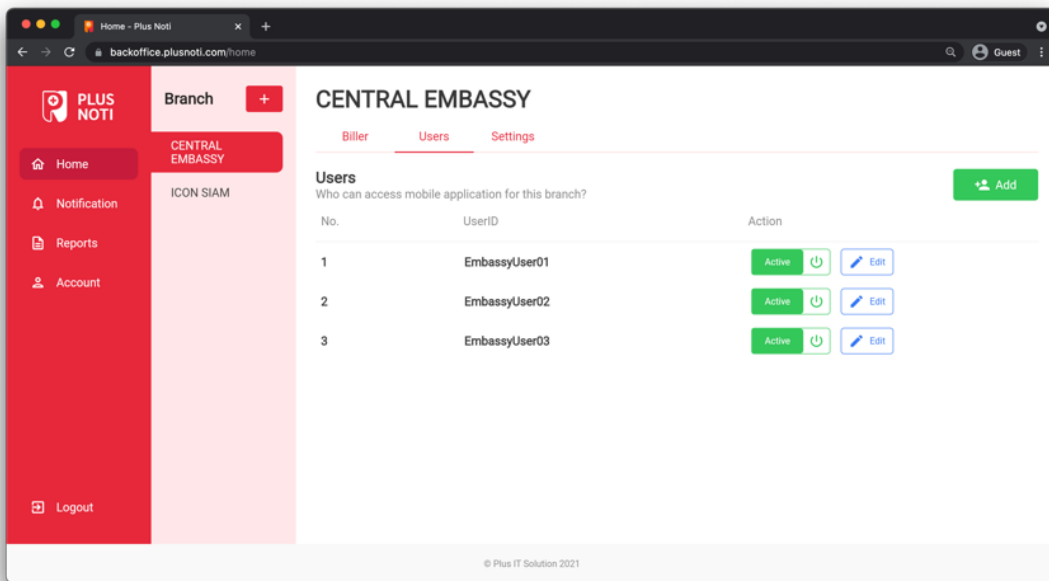 Home - Plus Noti
backoffice.plusnoti.com/home
Guest
PLUS
NOTI
Home
Notification
Reports
Account
Logout
Branch
+
CENTRAL
EMBASSY
ICON SIAM
CENTRAL EMBASSY
Biller Users Settings
Users
Who can access mobile application for this branch?
Add
No. UserID Action
1 EmbassyUser01 Active Edit
2 EmbassyUser02 Active Edit
3 EmbassyUser03 Active Edit
© Plus IT Solution 2021